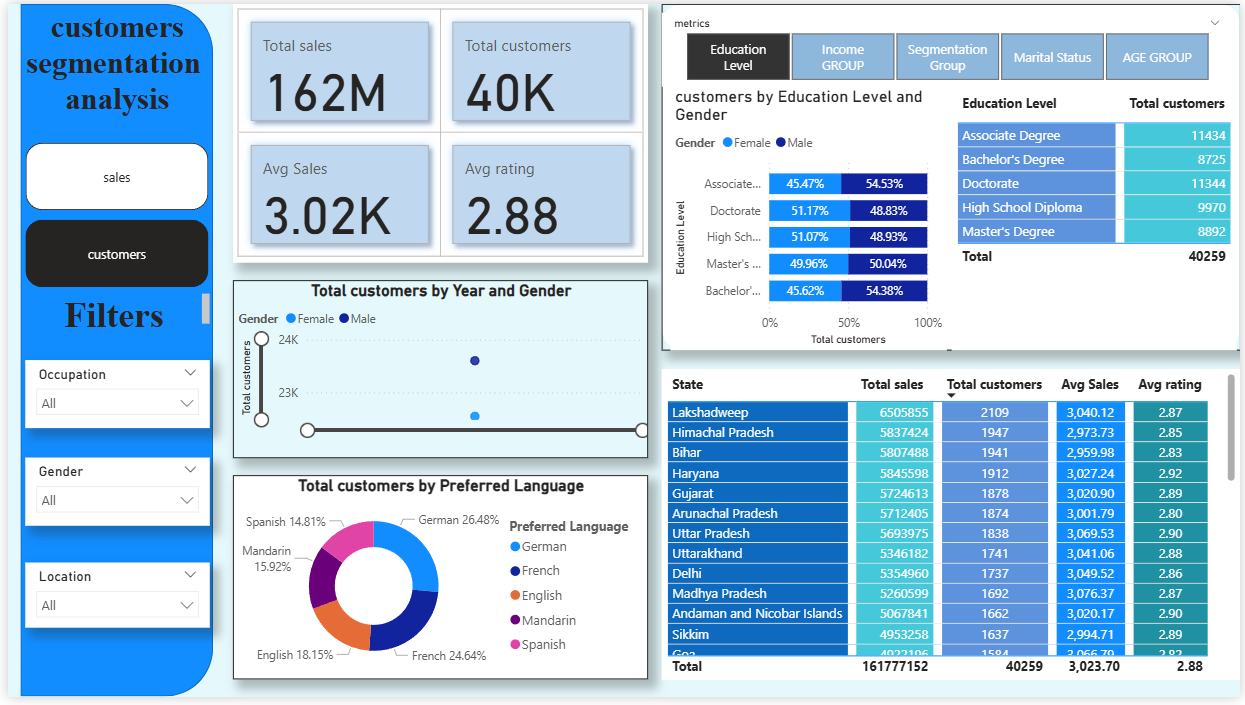 customers
segmentation
analysis
sales
customers
Filters
Occupation
All
Gender
All
Location
All
Total sales
162M
Total customers
40K
Avg Sales
3.02K
Avg rating
2.88
Total customers by Year and Gender
Gender Female Male
Total customers
24K
23K
Total customers by Preferred Language
Spanish 14.81%
German 26.48%
Mandarin
15.92%
English 18.15%
French 24.64%
Preferred Language
German
French
English
Mandarin
Spanish
metrics
Education
Level
Income
GROUP
Segmentation
Group
Marital Status
AGE GROUP
customers by Education Level and
Gender
Gender Female Male
Education Level
Associate... 45.47% 54.53%
Doctorate 51.17% 48.83%
High Sch... 51.07% 48.93%
Master's ... 49.96% 50.04%
Bachelor'... 45.62% 54.38%
0% 50% 100%
Total customers
Education Level Total customers
Associate Degree 11434
Bachelor's Degree 8725
Doctorate 11344
High School Diploma 9970
Master's Degree 8892
Total 40259
State Total sales Total customers Avg Sales Avg rating
Lakshadweep 6505855 2109 3,040.12 2.87
Himachal Pradesh 5837424 1947 2,973.73 2.85
Bihar 5807488 1941 2,959.98 2.83
Haryana 5845598 1912 3,027.24 2.92
Gujarat 5724613 1878 3,020.90 2.89
Arunachal Pradesh 5712405 1874 3,001.79 2.80
Uttar Pradesh 5693975 1838 3,069.53 2.90
Uttarakhand 5346182 1741 3,041.06 2.88
Delhi 5354960 1737 3,049.52 2.86
Madhya Pradesh 5260599 1692 3,076.37 2.87
Andaman and Nicobar Islands 5067841 1662 3,020.17 2.90
Sikkim 4953258 1637 2,994.71 2.89
Goa
Total 161777152 40259 3,023.70 2.88